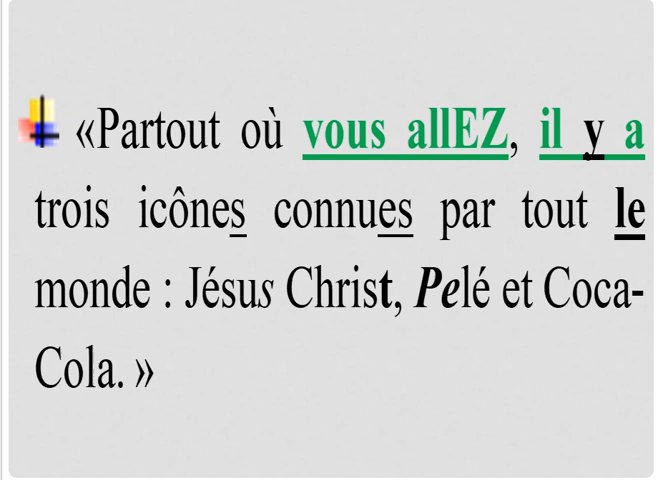 «Partout où vous allEZ, il y a
trois icônes connues par tout le
monde : Jésus Christ, Pelé et Coca-
Cola. »